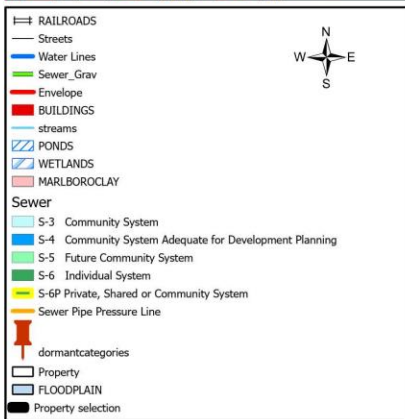 RAILROADS
Streets
Water Lines
Sewer_Grav
Envelope
BUILDINGS
streams
PONDS
WETLANDS
MARLBOROCLAY
Sewer
S-3 Community System
S-4 Community System Adequate for Development Planning
S-5 Future Community System
S-6 Individual System
S-6P Private, Shared or Community System
Sewer Pipe Pressure Line
dormantcategories
Property
FLOODPLAIN
Property selection
N
W E
S